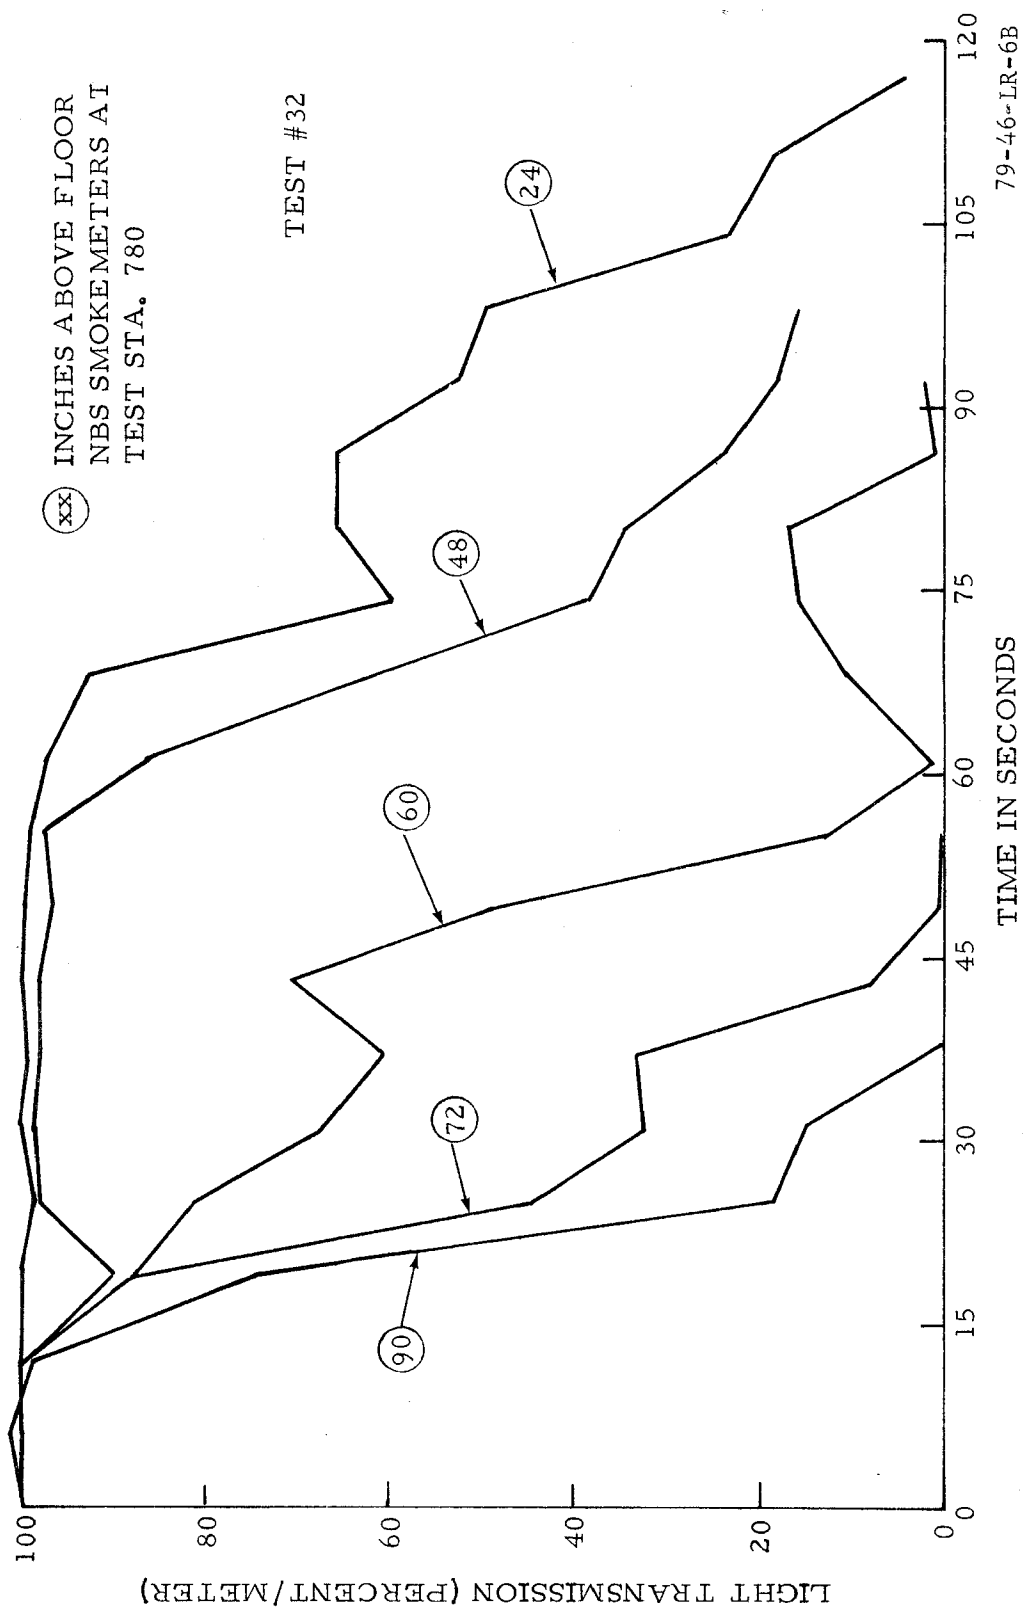 (xx) INCHES ABOVE FLOOR
NBS SMOKEMETERS AT
TEST STA. 780
TEST #32
LIGHT TRANSMISSION (PERCENT/METER)
100
80
60
40
20
0
90
72
60
48
24
0
15
30
45
60
75
90
105
120
TIME IN SECONDS
79-46-LR-6B